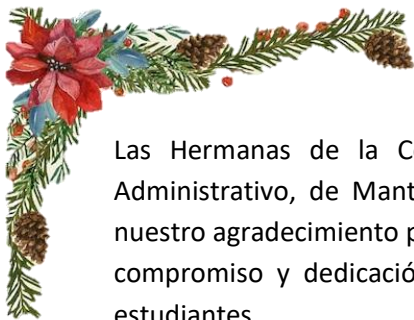 Las Hermanas de la
Administrativo, de
nuestro agradecimiento
compromiso y
estudiantes